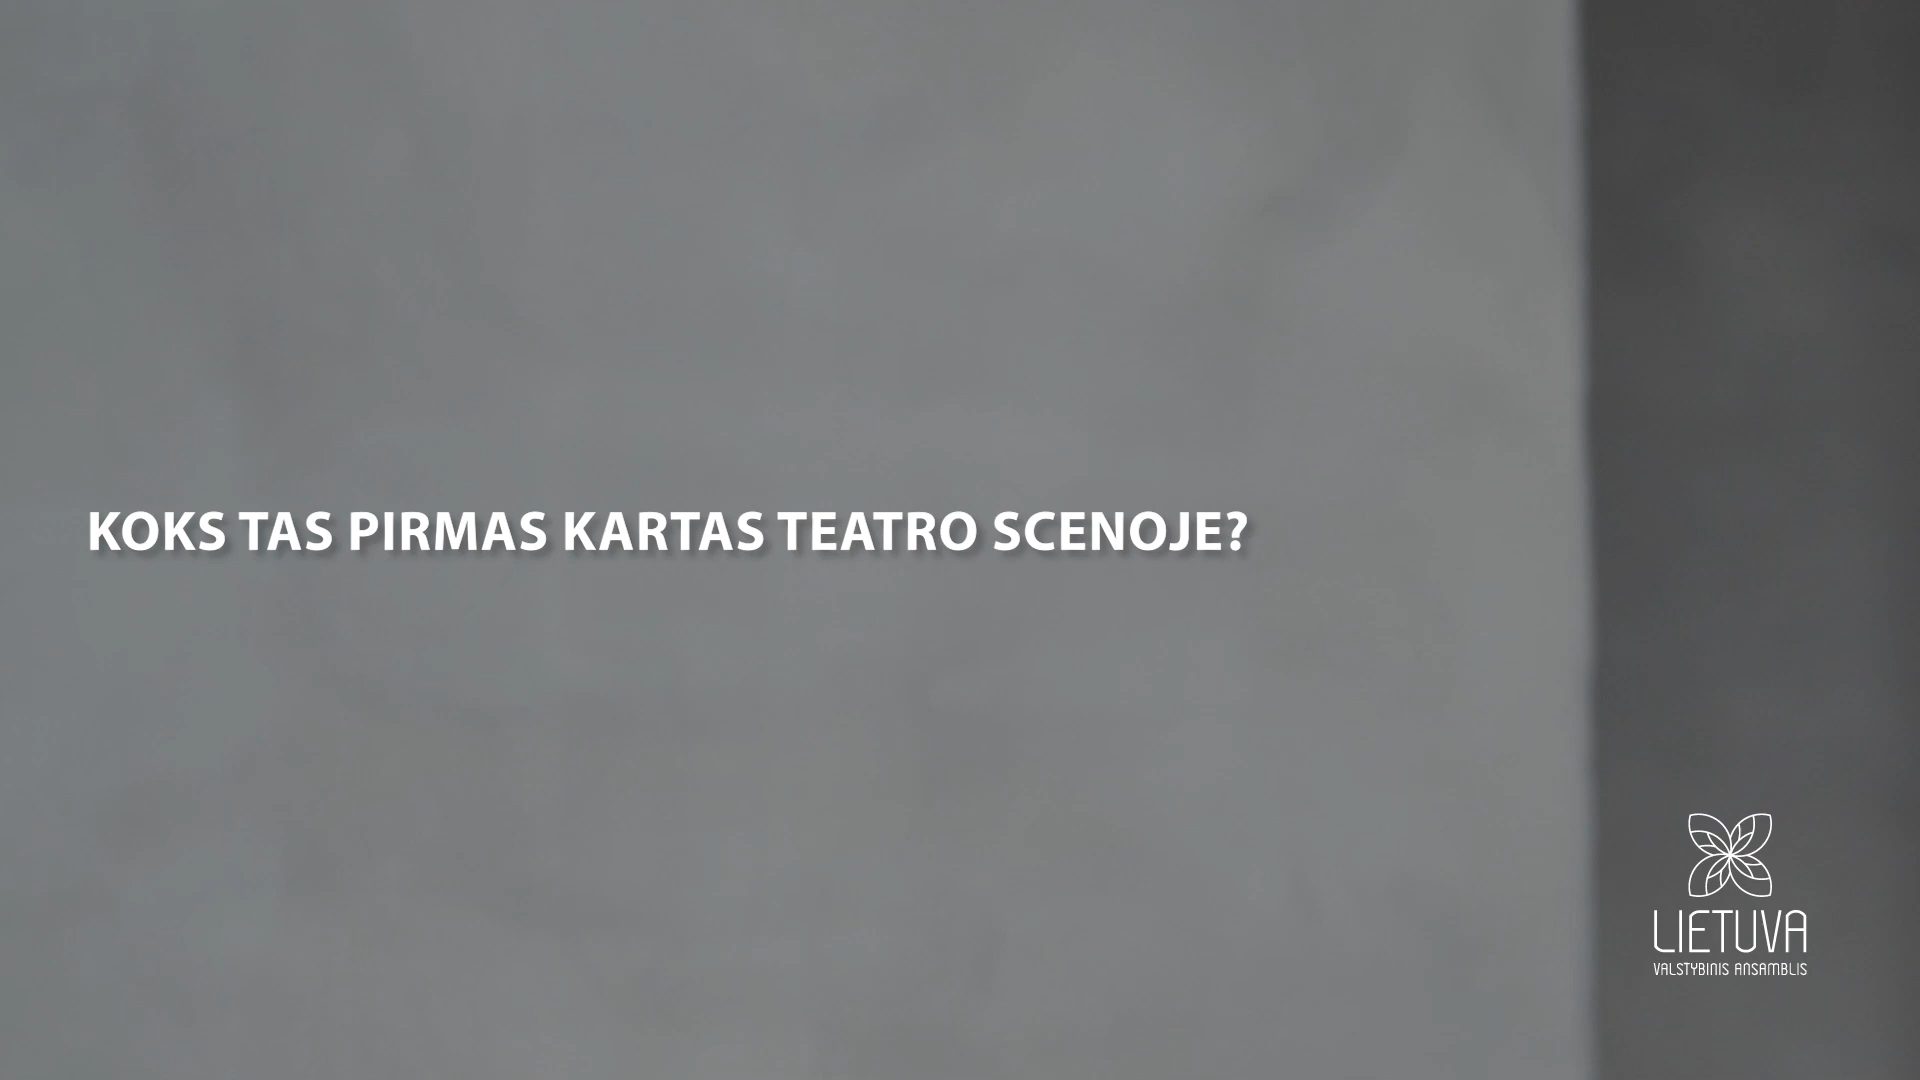 KOKS TAS PIRMAS KARTAS TEATRO SCENOJE?
LIETUVA
VALSTYBINIS ANSAMBLIS